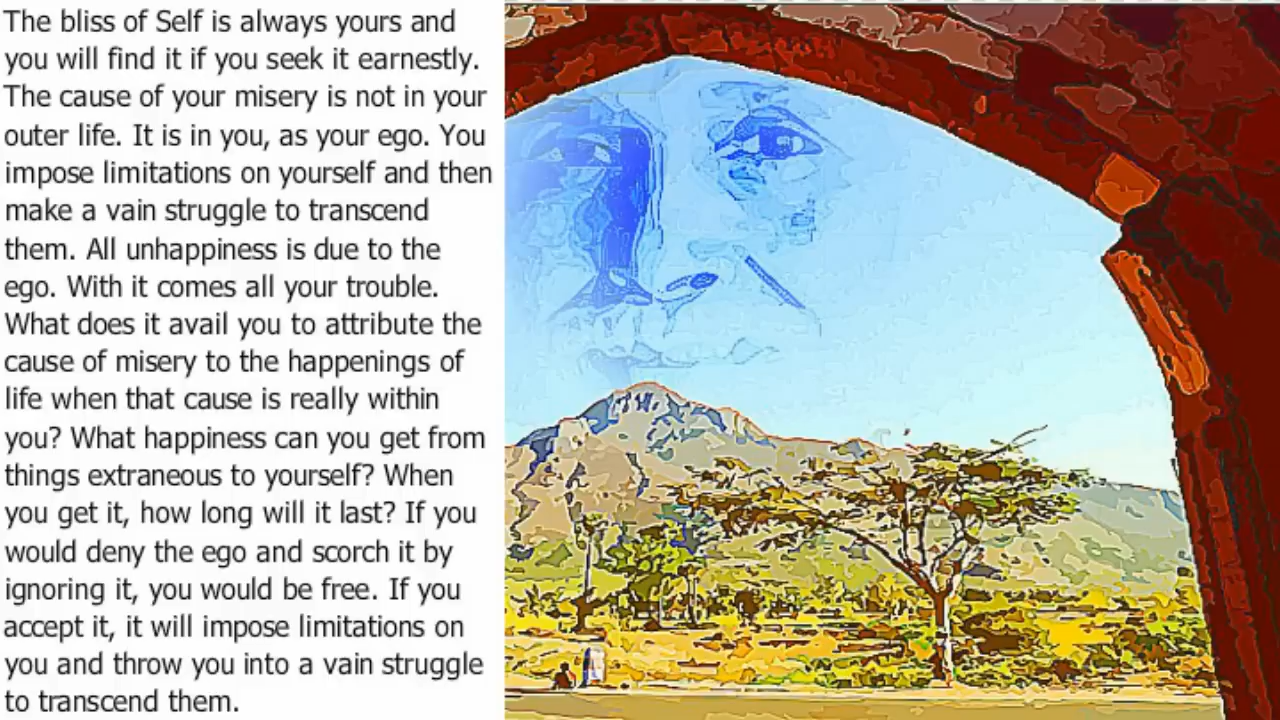 The bliss of Self is always yours and
you will find it if you seek it earnestly.
The cause of your misery is not in your
outer life. It is in you, as your ego. You
impose limitations on yourself and then
make a vain struggle to transcend
them. All unhappiness is due to the
ego. With it comes all your trouble.
What does it avail you to attribute the
cause of misery to the happenings of
life when that cause is really within
you? What happiness can you get from
things extraneous to yourself? When
you get it, how long will it last? If you
would deny the ego and scorch it by
ignoring it, you would be free. If you
accept it, it will impose limitations on
you and throw you into a vain struggle
to transcend them.